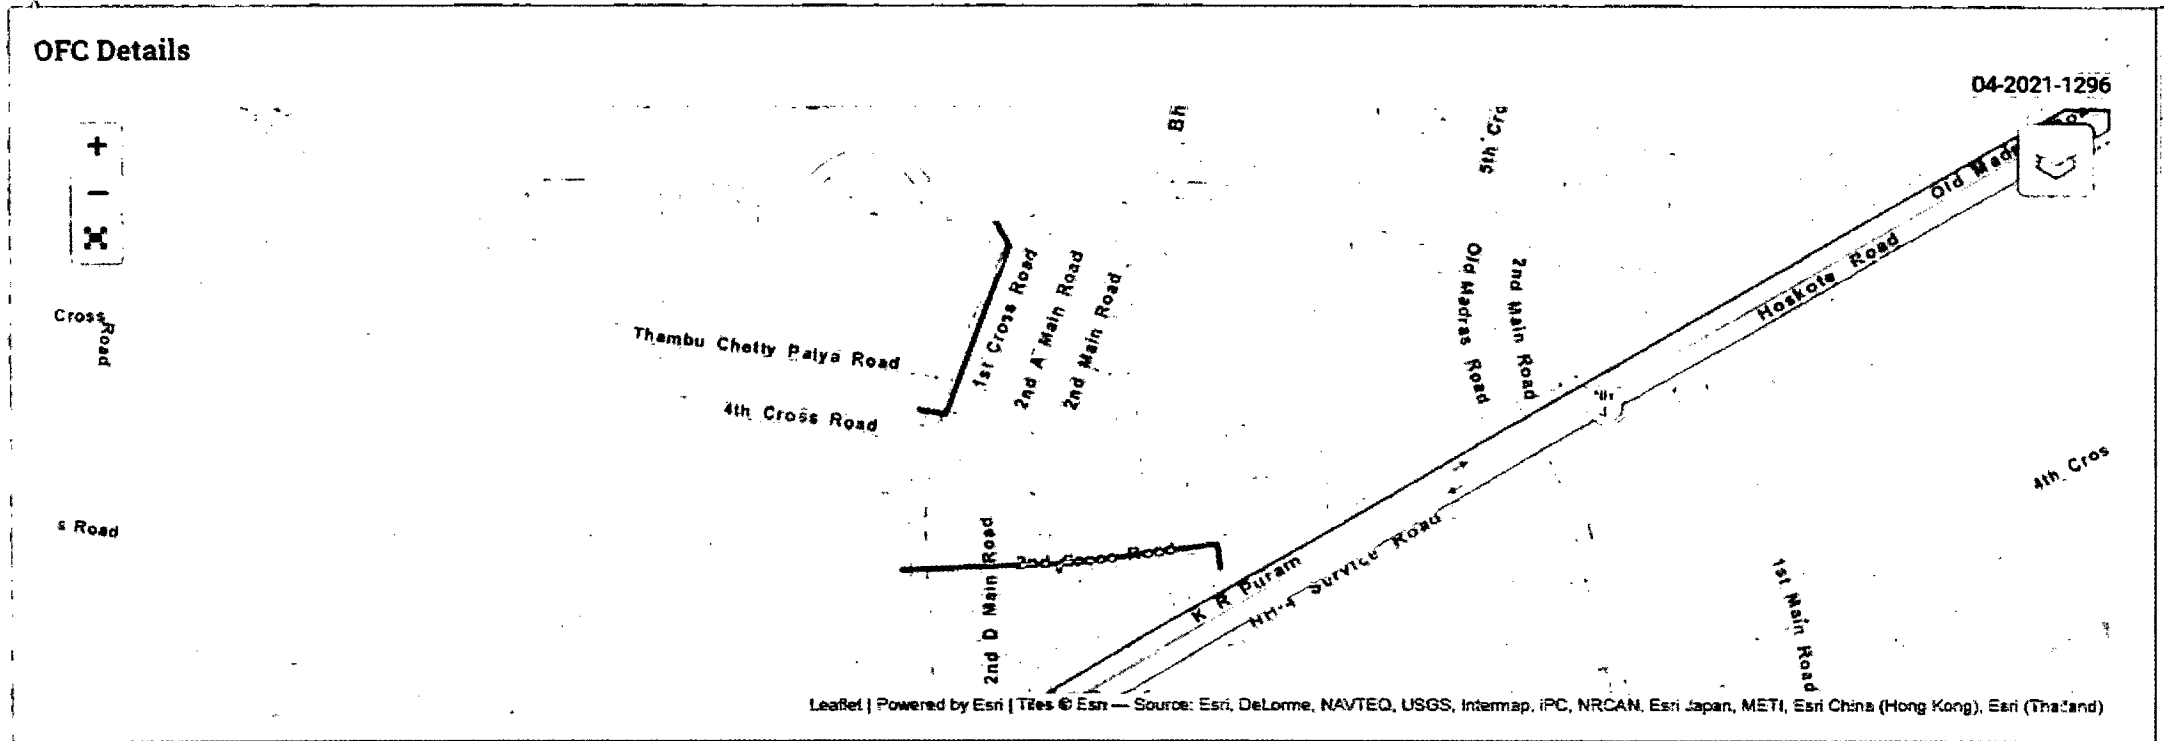 OFC Details
04-2021-1296
+
−
Bh
5th Crc
Old Madr
Hoskote Road
Cross
Road
1st Cross Road
2nd A Main Road
2nd Main Road
Old Madras Road
2nd Main Road
Thambu Chetty Palya Road
4th Cross Road
4th Cros
s Road
2nd D Main Road
2nd Cross Road
K R Puram
NH-4 Service Road
1st Main Road
Leaflet | Powered by Esri | Tiles © Esri — Source: Esri, DeLorme, NAVTEQ, USGS, Intermap, iPC, NRCAN, Esri Japan, METI, Esri China (Hong Kong), Esri (Thailand)